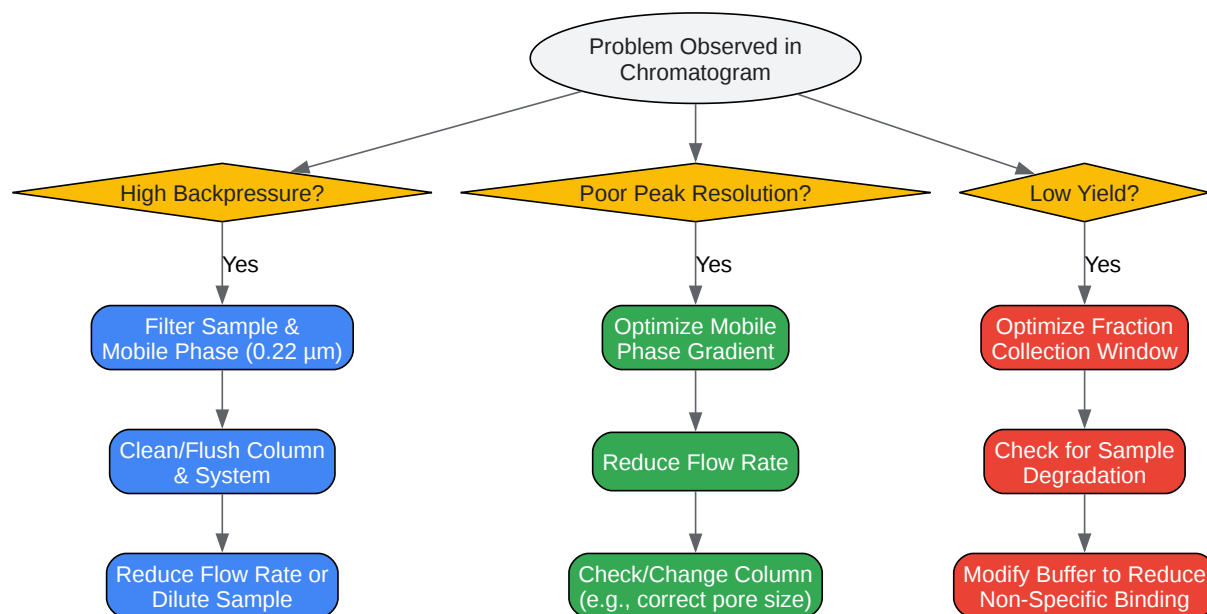 Problem Observed in
Chromatogram
High Backpressure?
Poor Peak Resolution?
Low Yield?
Yes
Yes
Yes
Filter Sample &
Mobile Phase (0.22 µm)
Optimize Mobile
Phase Gradient
Optimize Fraction
Collection Window
Clean/Flush Column
& System
Reduce Flow Rate
Check for Sample
Degradation
Reduce Flow Rate or
Dilute Sample
Check/Change Column
(e.g., correct pore size)
Modify Buffer to Reduce
Non-Specific Binding